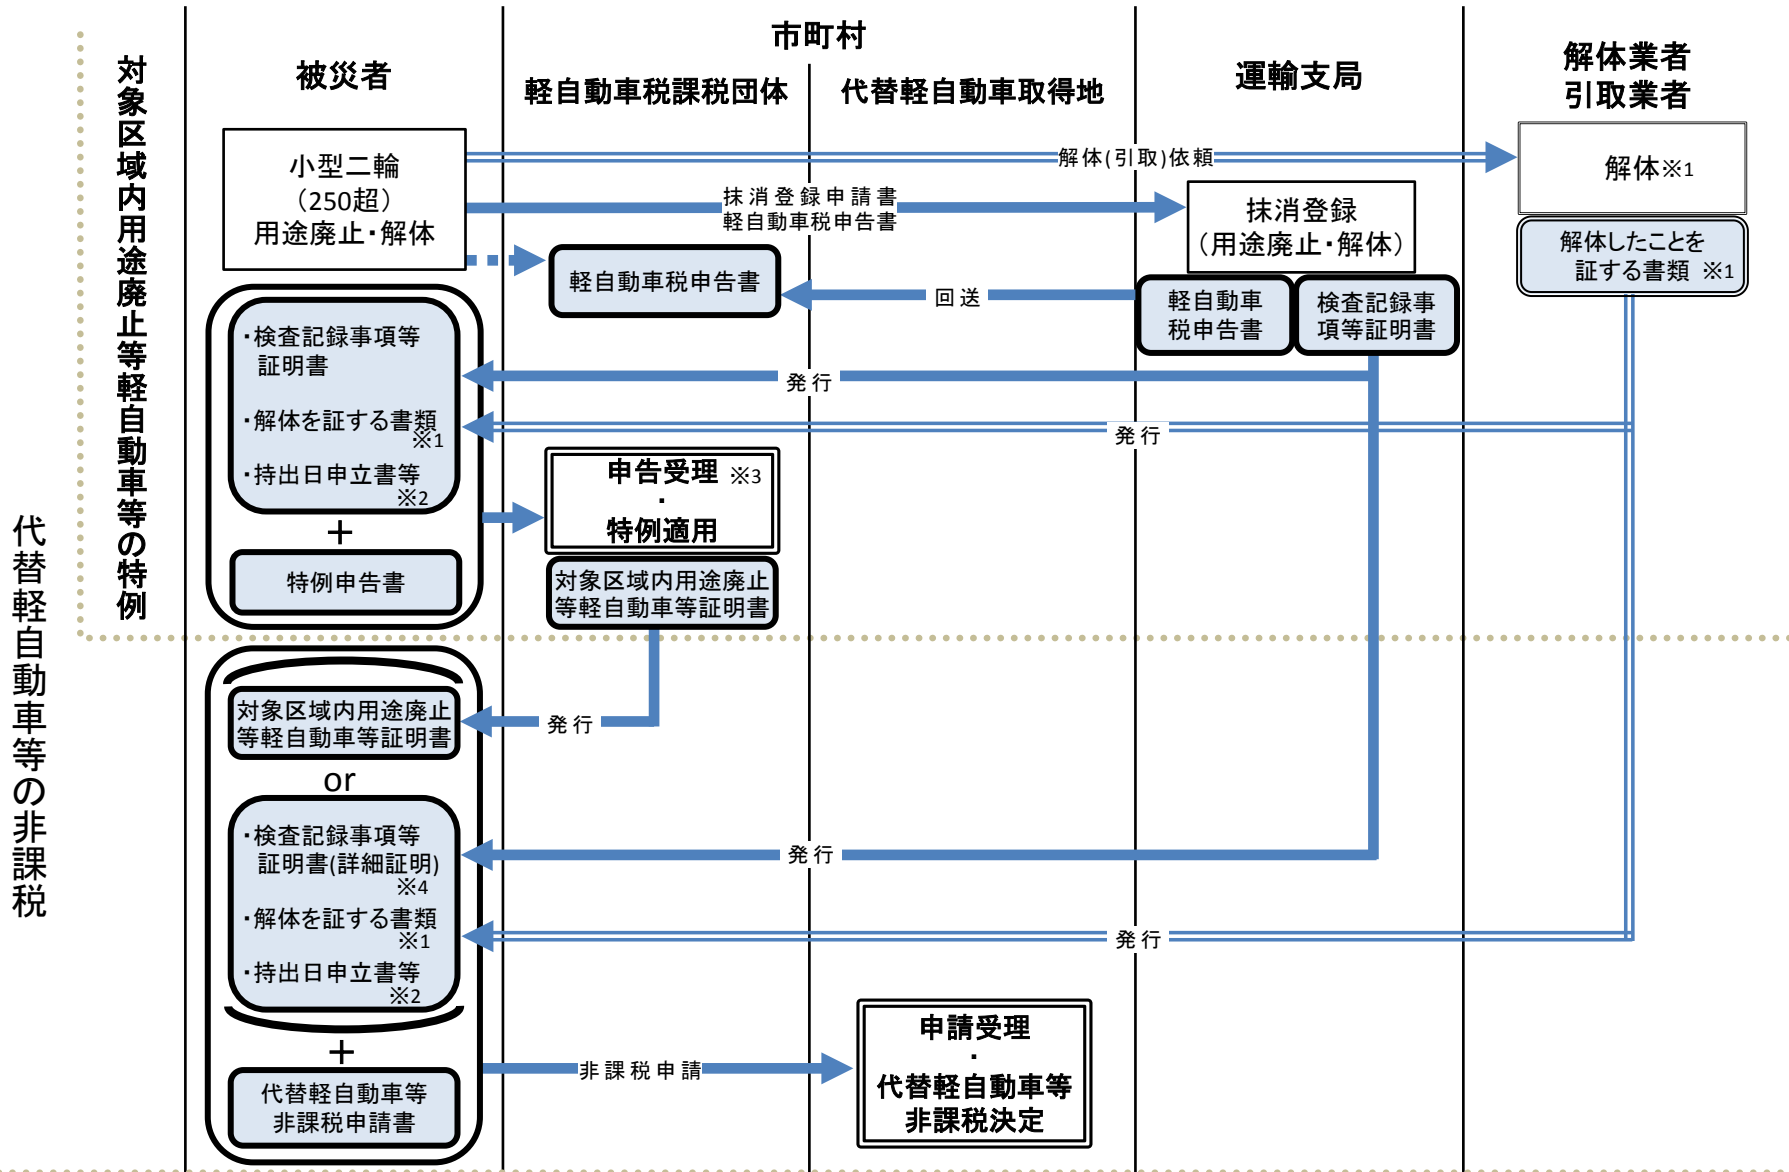 対象区域内用途廃止等軽自動車等の特例
代替軽自動車等の非課税
被災者
市町村
軽自動車税課税団体
代替軽自動車取得地
運輸支局
解体業者
引取業者
小型二輪
（250超）
用途廃止・解体
解体(引取)依頼
解体※1
抹消登録申請書
軽自動車税申告書
抹消登録
（用途廃止・解体）
解体したことを
証する書類 ※1
軽自動車税申告書
回送
軽自動車
税申告書
検査記録事
項等証明書
・検査記録事項等
証明書
・解体を証する書類
※1
・持出日申立書等
※2
＋
特例申告書
発行
発行
申告受理 ※3
・
特例適用
対象区域内用途廃止
等軽自動車等証明書
対象区域内用途廃止
等軽自動車等証明書
発行
or
・検査記録事項等
証明書(詳細証明)
※4
・解体を証する書類
※1
・持出日申立書等
※2
発行
発行
＋
代替軽自動車等
非課税申請書
非課税申請
申請受理
・
代替軽自動車等
非課税決定